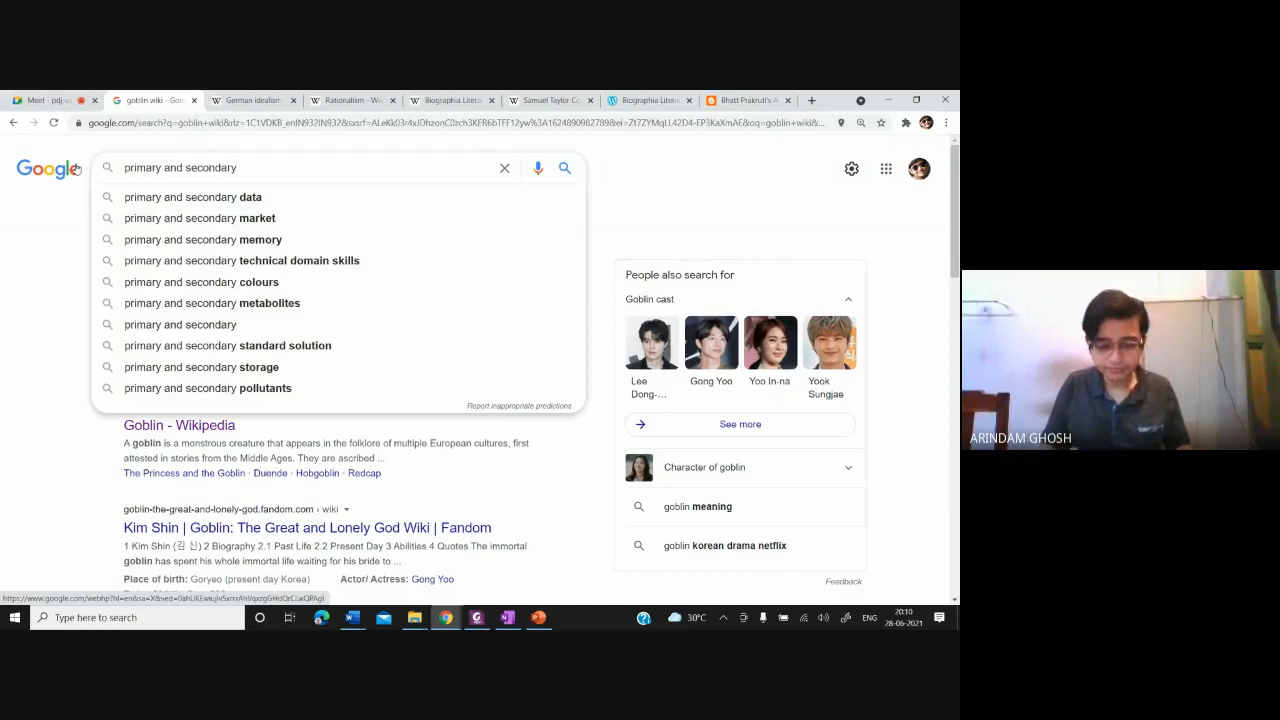 Meet - pdj-u
goblin wiki - Goo
German idealism
Rationalism – Wik
Biographia Litera
Samuel Taylor Co
Biographia Literar
Bhatt Prakruti's A
Google
primary and secondary
primary and secondary data
primary and secondary market
primary and secondary memory
primary and secondary technical domain skills
primary and secondary colours
primary and secondary metabolites
primary and secondary
primary and secondary standard solution
primary and secondary storage
primary and secondary pollutants
Report inappropriate predictions
Goblin - Wikipedia
A goblin is a monstrous creature that appears in the folklore of multiple European cultures, first
attested in stories from the Middle Ages. They are ascribed ...
The Princess and the Goblin · Duende · Hobgoblin · Redcap
goblin-the-great-and-lonely-god.fandom.com › wiki
Kim Shin | Goblin: The Great and Lonely God Wiki | Fandom
1 Kim Shin (김 신) 2 Biography 2.1 Past Life 2.2 Present Day 3 Abilities 4 Quotes The immortal
goblin has spent his whole immortal life waiting for his bride to ...
Place of birth: Goryeo (present day Korea) Actor/ Actress: Gong Yoo
People also search for
Goblin cast
Lee
Dong-...
Gong Yoo
Yoo In-na
Yook
Sungjae
See more
Character of goblin
goblin meaning
goblin korean drama netflix
Feedback
ARINDAM GHOSH
Type here to search
30°C
ENG
20:10
28-06-2021